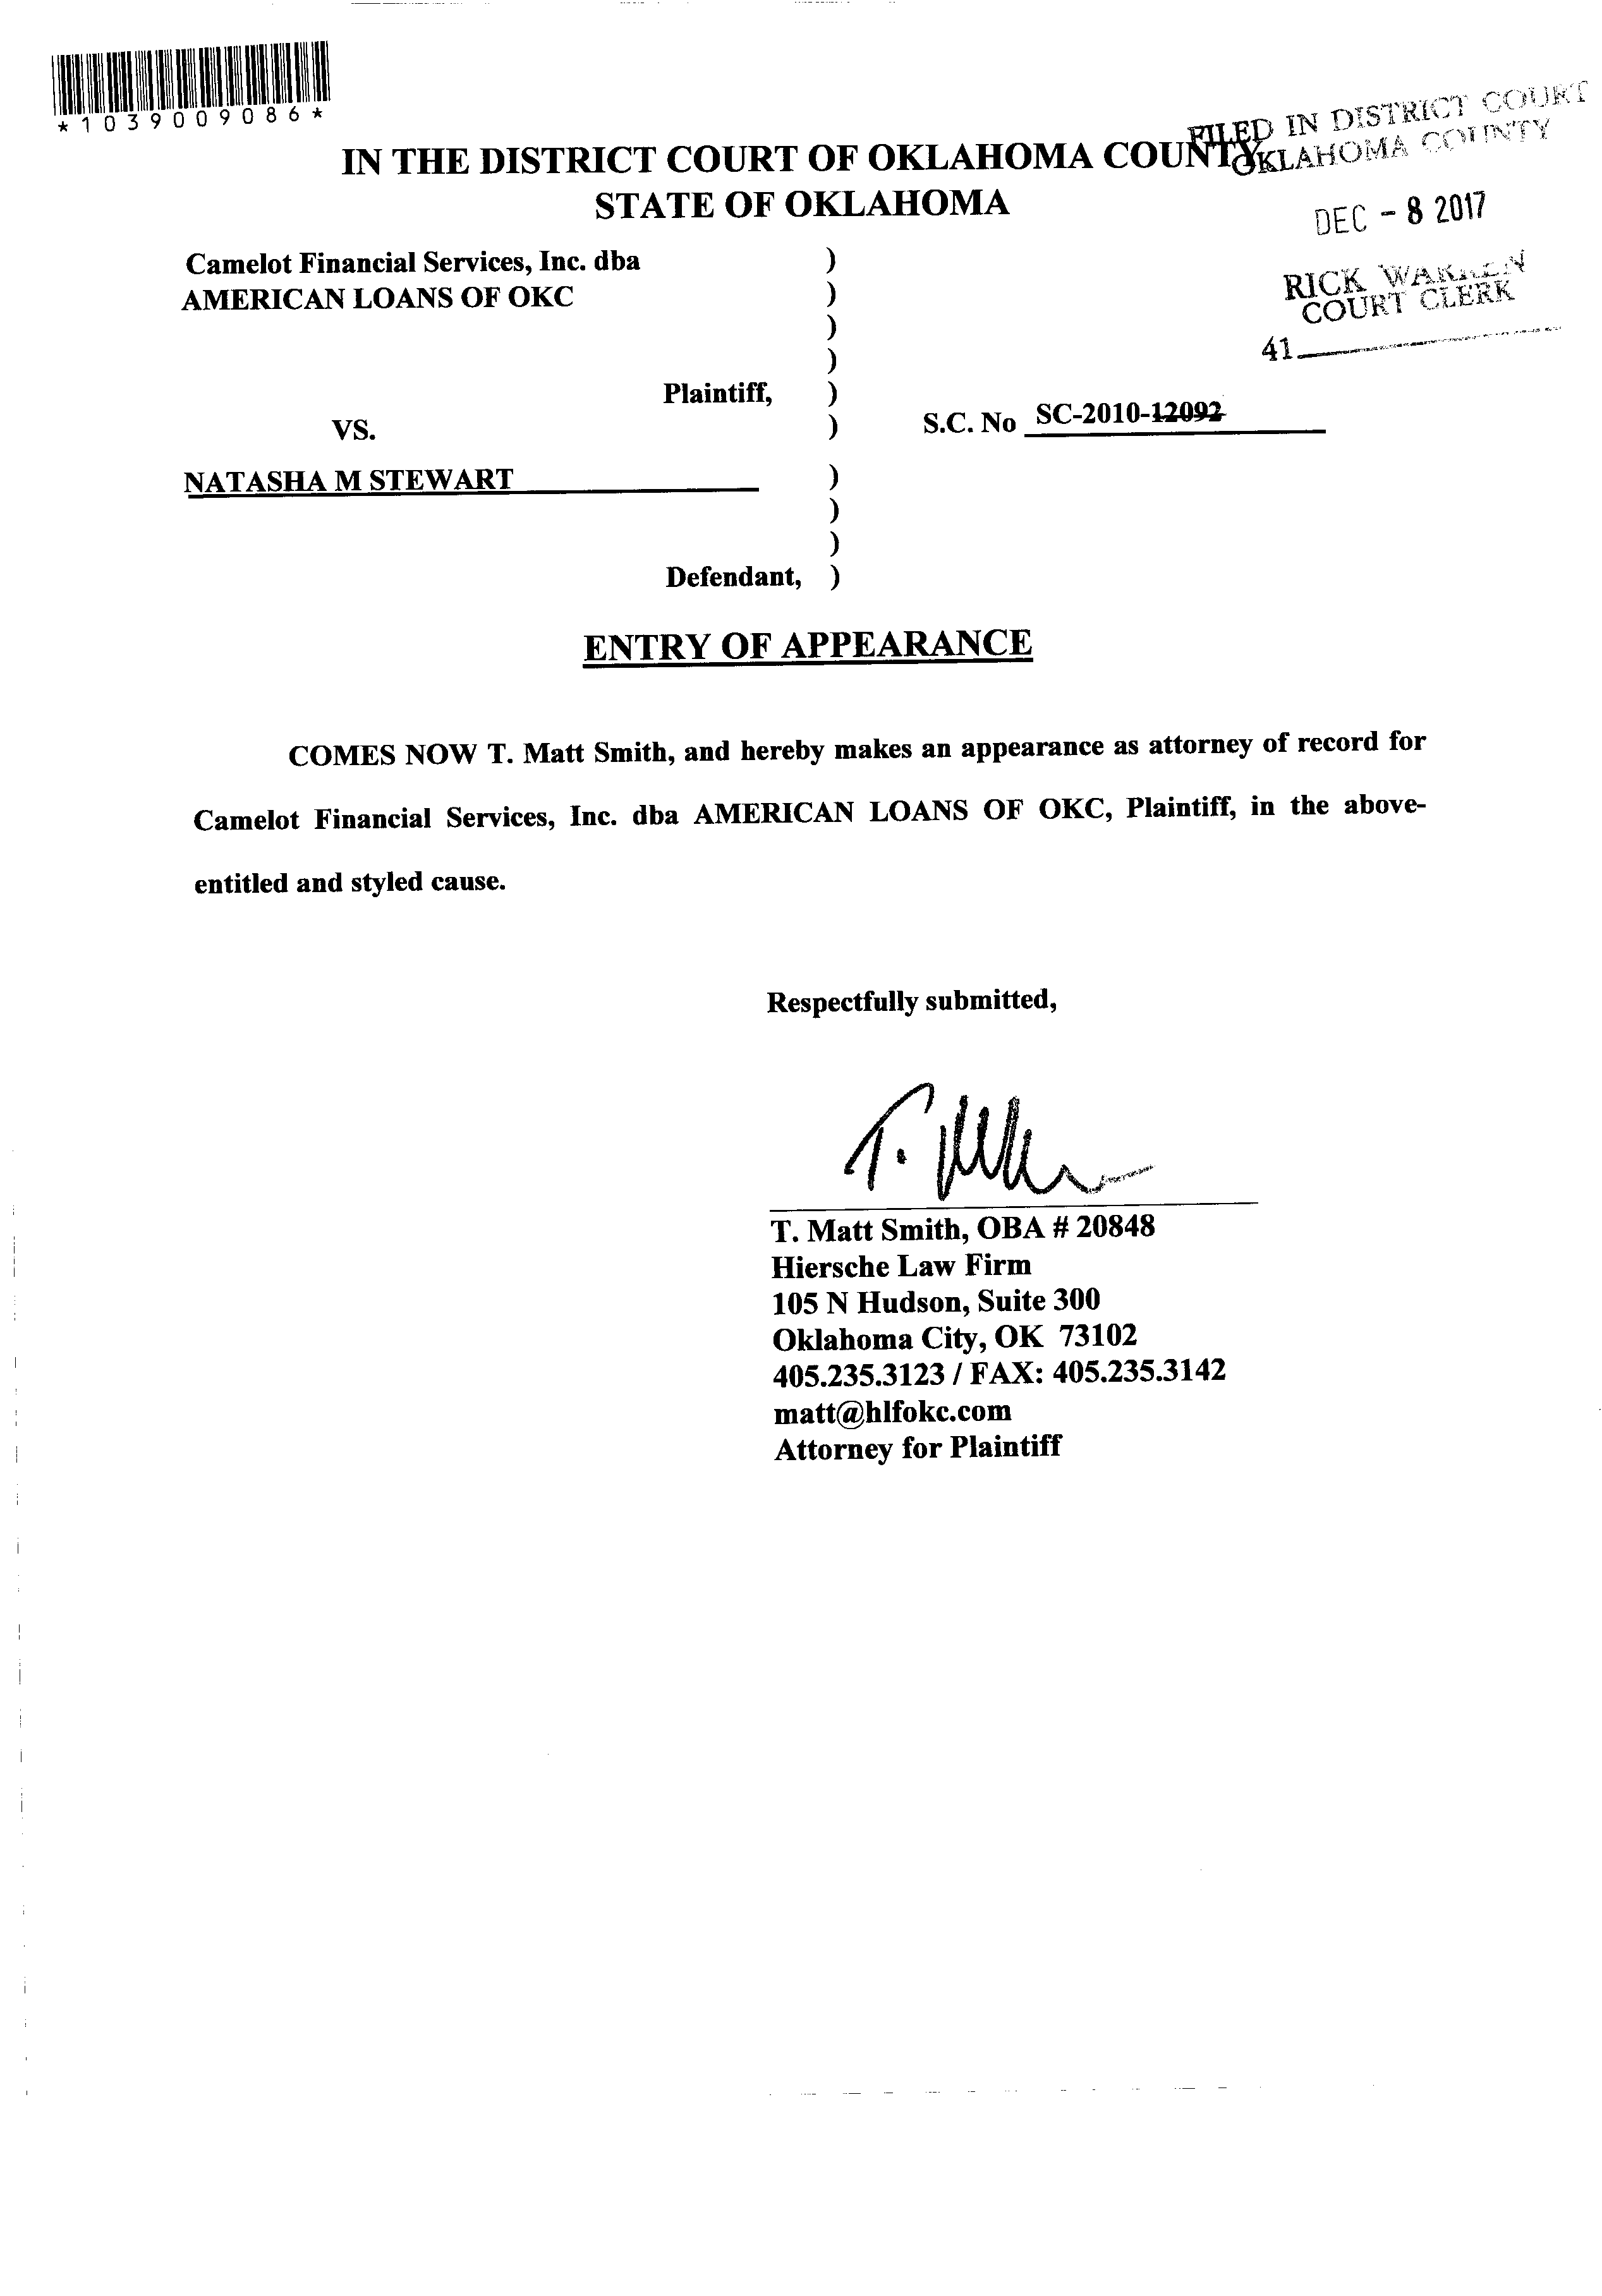 *1039009086*
FILED IN DISTRICT COURT
OKLAHOMA COUNTY
IN THE DISTRICT COURT OF OKLAHOMA COUNTY
STATE OF OKLAHOMA
DEC - 8 2017
RICK WARREN
COURT CLERK
41
Camelot Financial Services, Inc. dba )
AMERICAN LOANS OF OKC )
)
)
Plaintiff, )
VS. ) S.C. No SC-2010-12092
NATASHA M STEWART )
)
)
Defendant, )
ENTRY OF APPEARANCE
COMES NOW T. Matt Smith, and hereby makes an appearance as attorney of record for
Camelot Financial Services, Inc. dba AMERICAN LOANS OF OKC, Plaintiff, in the above-
entitled and styled cause.
Respectfully submitted,
T. Matt Smith, OBA # 20848
Hiersche Law Firm
105 N Hudson, Suite 300
Oklahoma City, OK 73102
405.235.3123 / FAX: 405.235.3142
matt@hlfokc.com
Attorney for Plaintiff